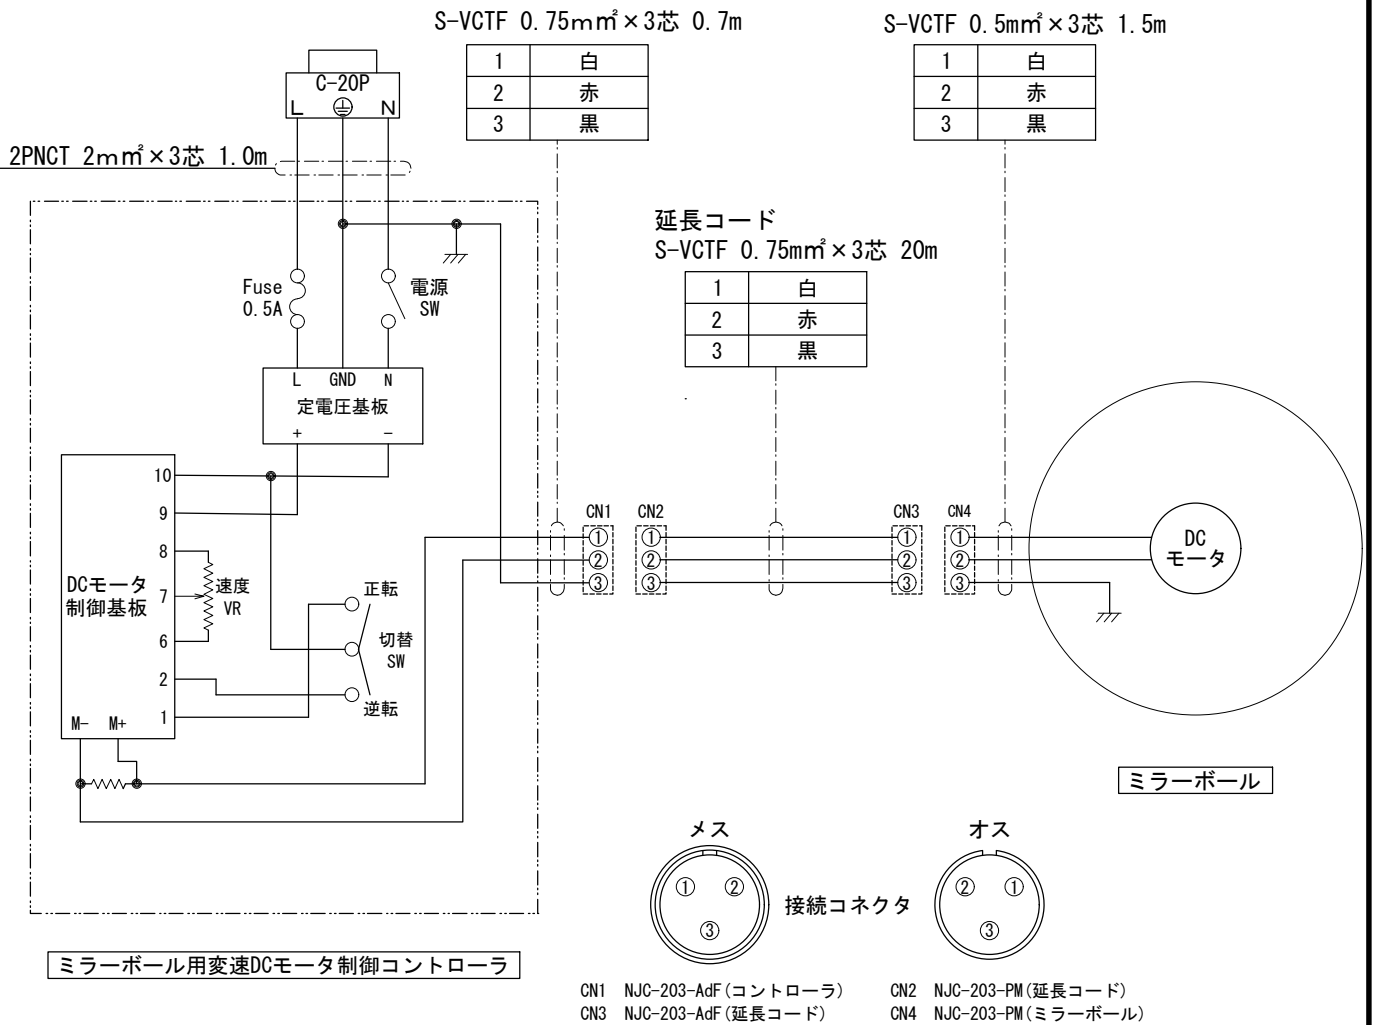 S-VCTF 0.75mm²×3芯 0.7m
1 白
2 赤
3 黒
S-VCTF 0.5mm²×3芯 1.5m
1 白
2 赤
3 黒
C-20P
L N
2PNCT 2mm²×3芯 1.0m
延長コード
S-VCTF 0.75mm²×3芯 20m
1 白
2 赤
3 黒
Fuse
0.5A
電源
SW
L GND N
定電圧基板
+ −
DCモータ
制御基板
10
9
8
7
6
2
1
M- M+
速度
VR
正転
切替
SW
逆転
CN1 CN2 CN3 CN4
① ① ① ①
② ② ② ②
③ ③ ③ ③
DC
モータ
ミラーボール
メス
① ②
③
接続コネクタ
オス
② ①
③
ミラーボール用変速DCモータ制御コントローラ
CN1 NJC-203-AdF(コントローラ) CN2 NJC-203-PM(延長コード)
CN3 NJC-203-AdF(延長コード) CN4 NJC-203-PM(ミラーボール)